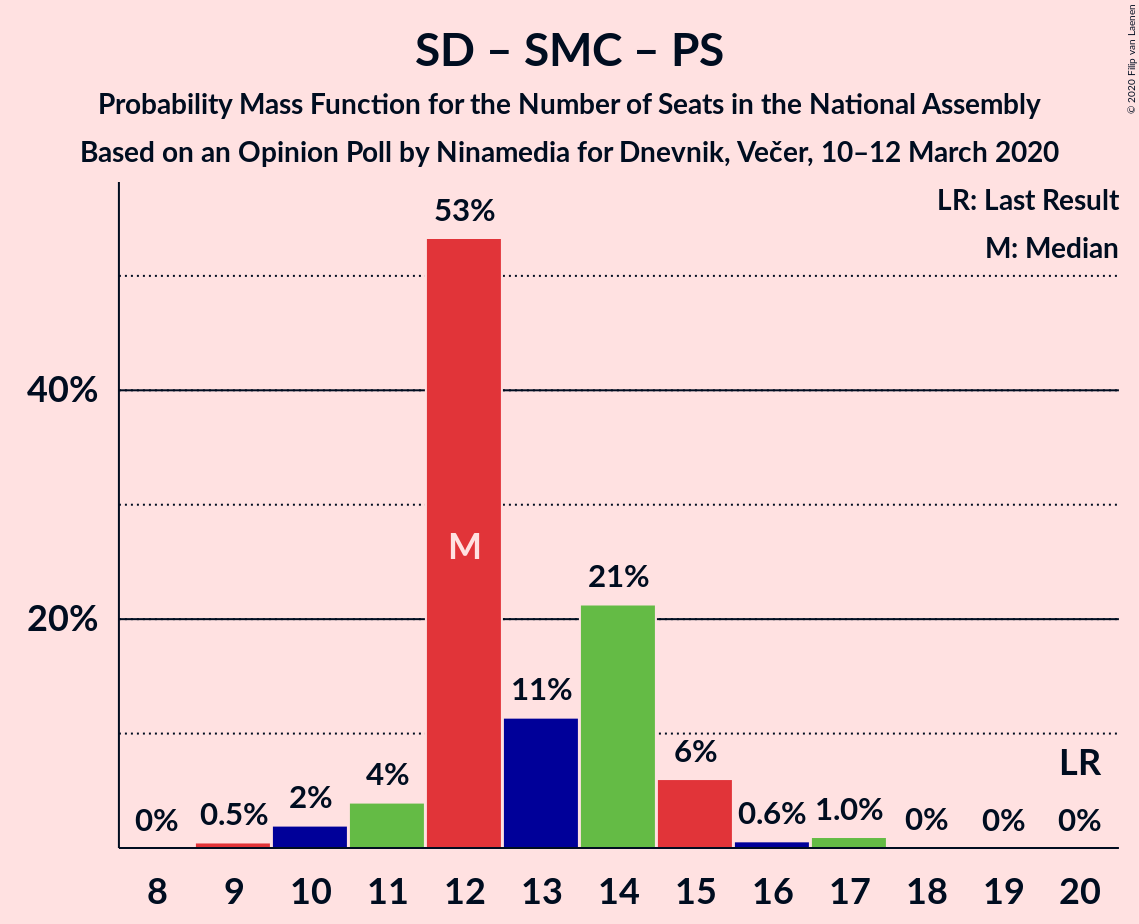 SD – SMC – PS
Probability Mass Function for the Number of Seats in the National Assembly
Based on an Opinion Poll by Ninamedia for Dnevnik, Večer, 10–12 March 2020
© 2020 Filip van Laenen
LR: Last Result
M: Median
40%
20%
0%
0.5%
2%
4%
53%
M
11%
21%
6%
0.6%
1.0%
0%
0%
LR
0%
8 9 10 11 12 13 14 15 16 17 18 19 20